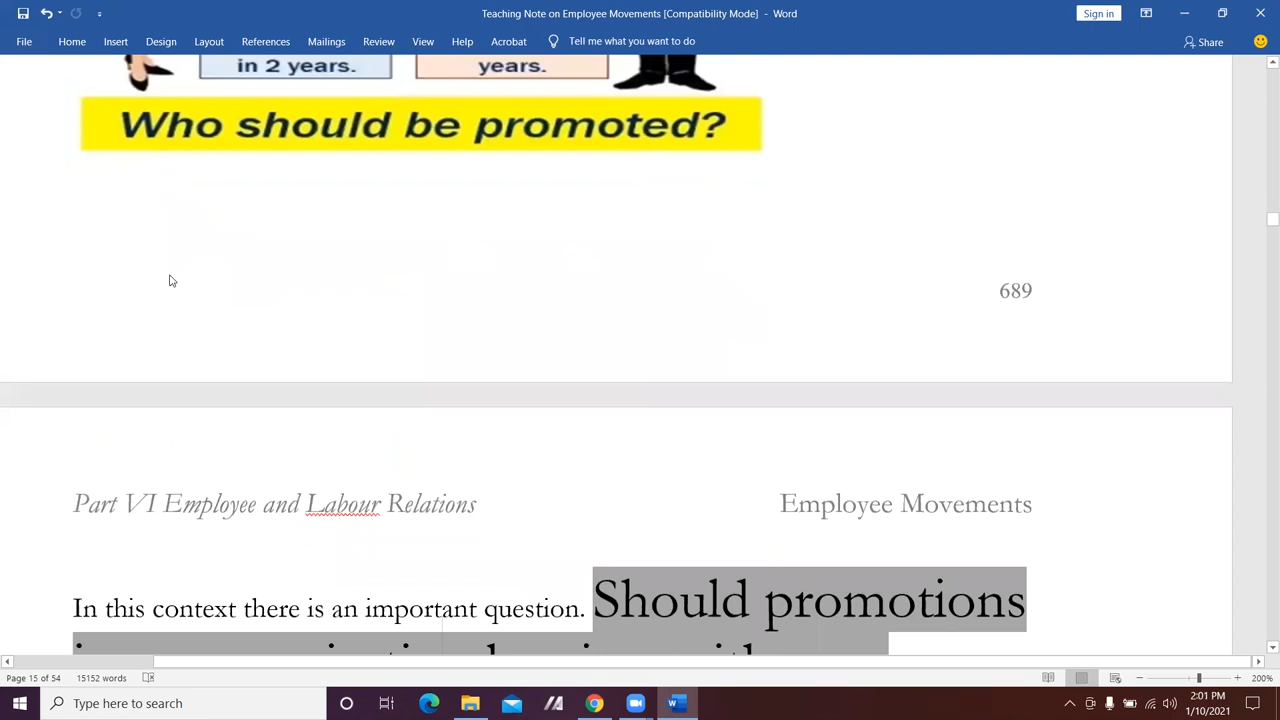 Teaching Note on Employee Movements [Compatibility Mode] - Word
Sign in
File Home Insert Design Layout References Mailings Review View Help Acrobat Tell me what you want to do Share
in 2 years.
years.
Who should be promoted?
689
Part VI Employee and Labour Relations
Employee Movements
In this context there is an important question. Should promotions
Page 15 of 54 15152 words
200%
Type here to search
2:01 PM
1/10/2021